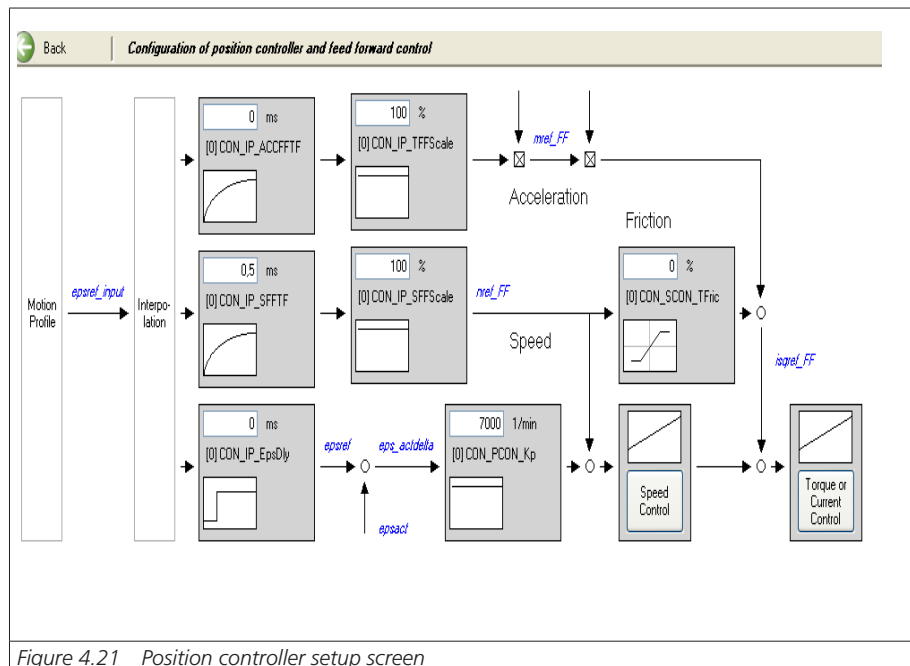 Back
Configuration of position controller and feed forward control
0 ms
[0] CON_IP_ACCFFTF
100 %
[0] CON_IP_TFFScale
mref_FF
Acceleration
Friction
0,5 ms
[0] CON_IP_SFFTF
100 %
[0] CON_IP_SFFScale
nref_FF
Speed
0 %
[0] CON_SCON_TFric
Motion
Profile
epsref_input
Interpo-
lation
isqref_FF
0 ms
[0] CON_IP_EpsDly
epsref
eps_actdelta
epsact
7000 1/min
[0] CON_PCON_Kp
Speed
Control
Torque or
Current
Control
Figure 4.21 Position controller setup screen